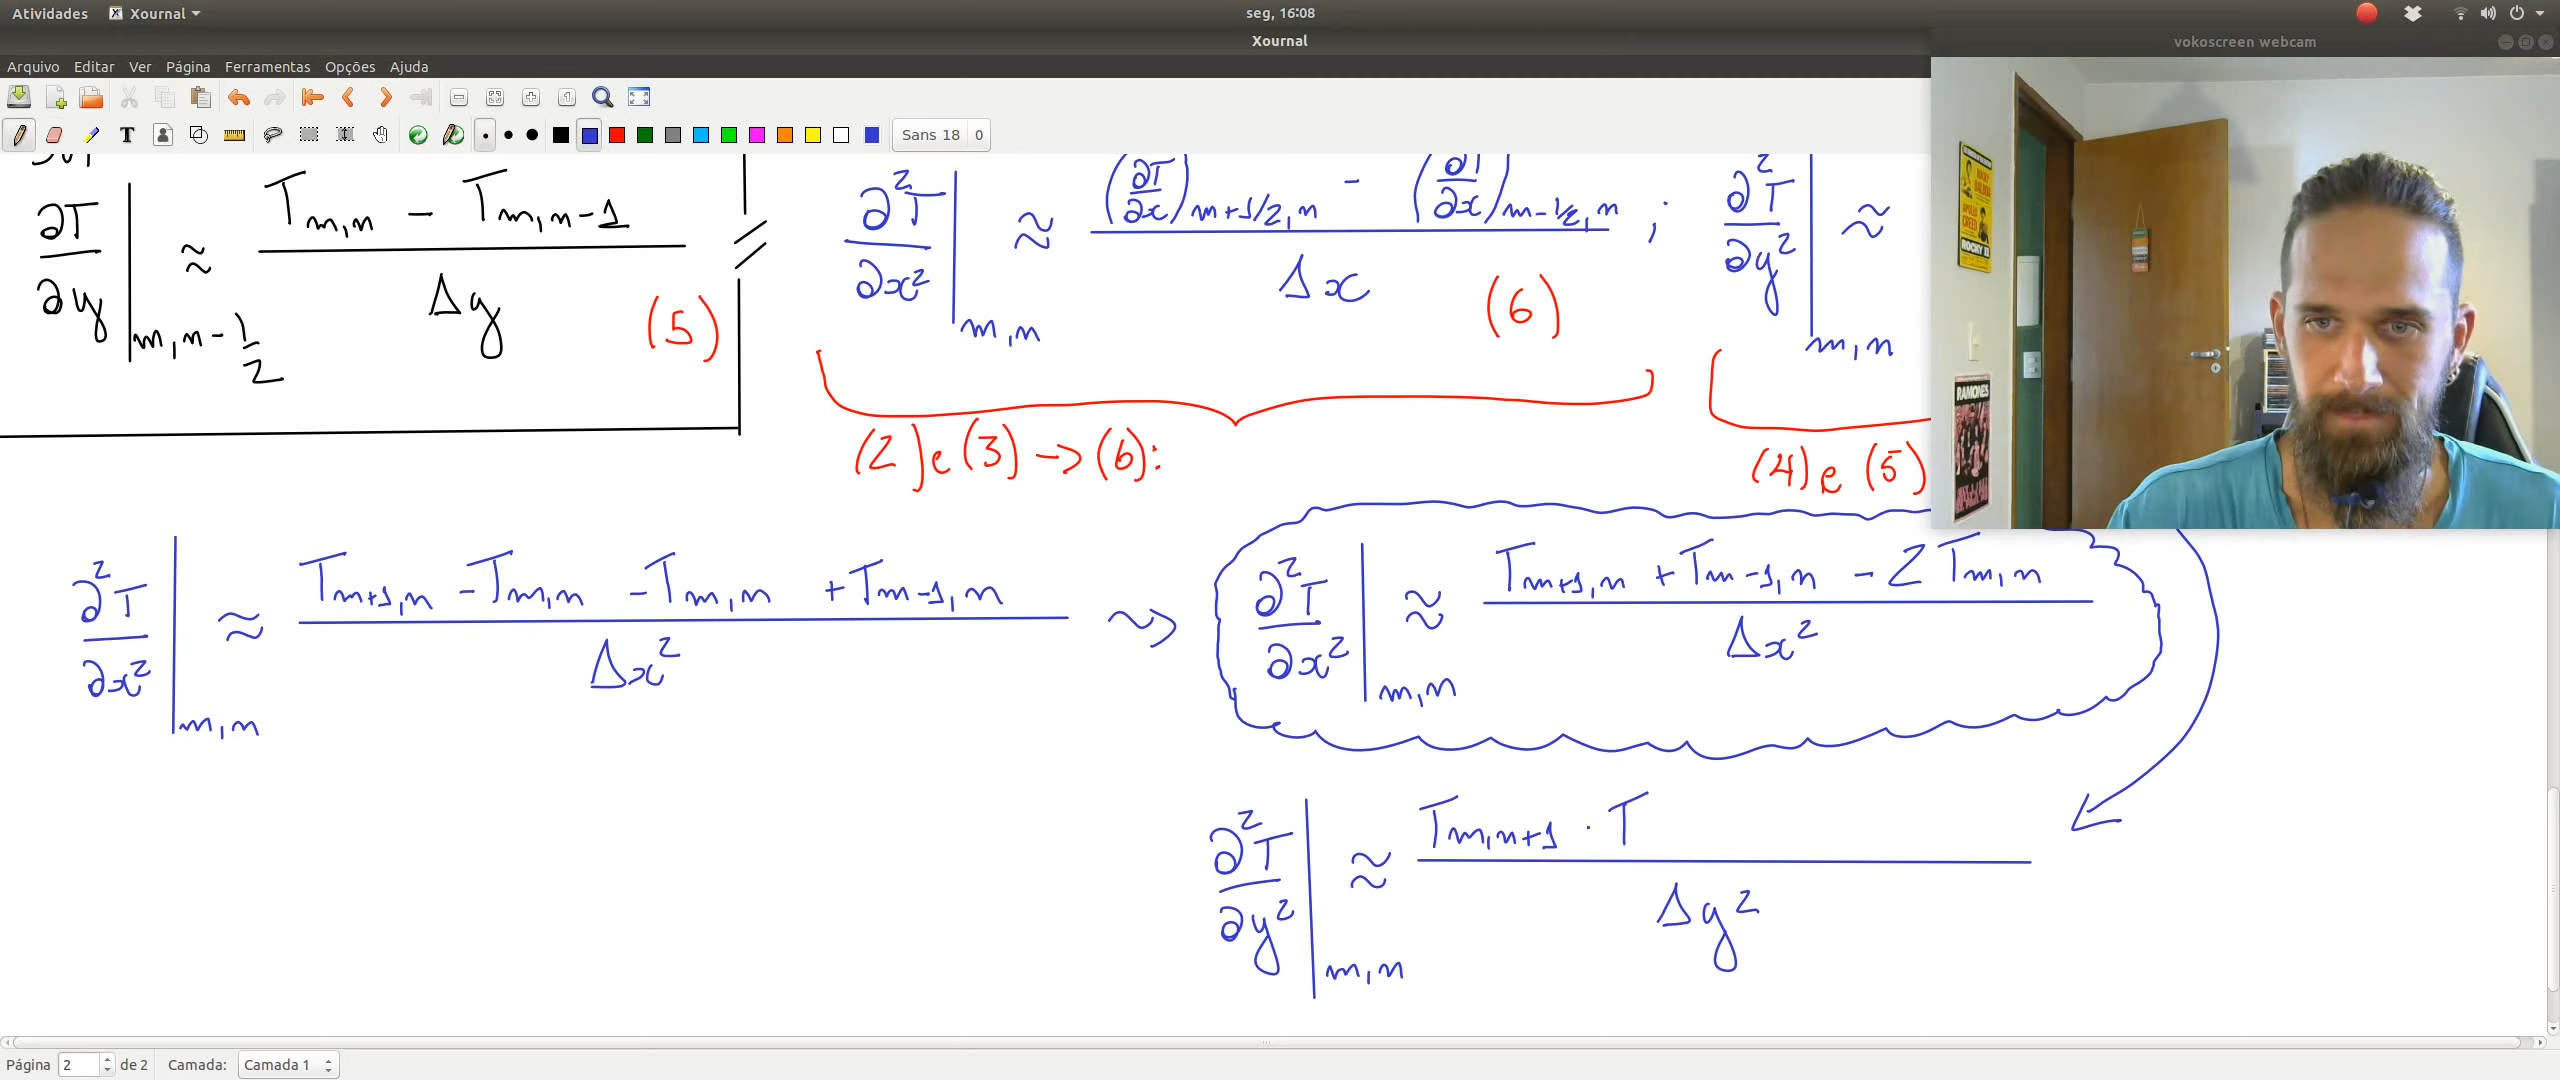 Atividades Xournal seg, 16:08
Xournal
vokoscreen webcam
Arquivo Editar Ver Página Ferramentas Opções Ajuda
Sans 18 0
∂T/∂y |m,n-1/2 ≈ (Tm,n - Tm,n-1)/Δy (5)
∂²T/∂x² |m,n ≈ ((∂T/∂x)m+1/2,n - (∂T/∂x)m-1/2,n)/Δx (6) ; ∂²T/∂y² |m,n ≈
(2) e (3) → (6):
(4) e (5)
∂²T/∂x² |m,n ≈ (Tm+1,n - Tm,n - Tm,n + Tm-1,n)/Δx² ⇝ ∂²T/∂x² |m,n ≈ (Tm+1,n + Tm-1,n - 2Tm,n)/Δx²
∂²T/∂y² |m,n ≈ (Tm,n+1 · T)/Δy²
RAMONES
Página 2 de 2 Camada: Camada 1